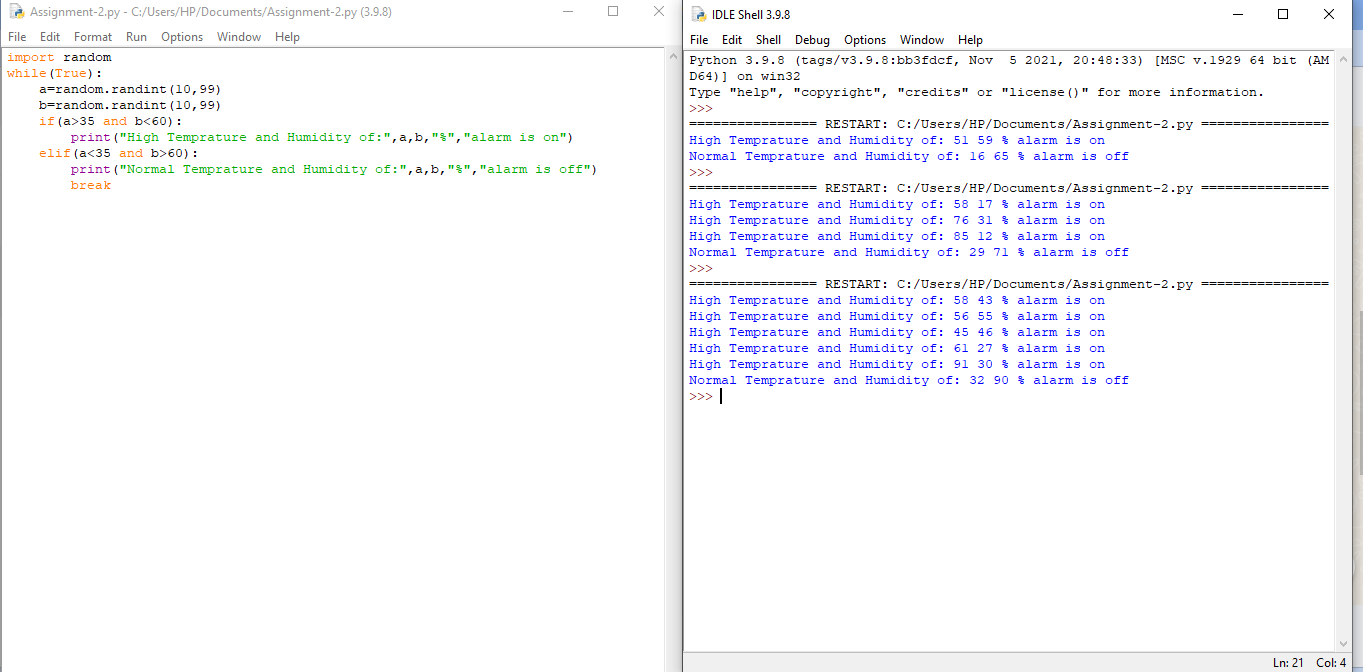 Assignment-2.py - C:/Users/HP/Documents/Assignment-2.py (3.9.8)
File Edit Format Run Options Window Help
import random
while(True):
    a=random.randint(10,99)
    b=random.randint(10,99)
    if(a>35 and b<60):
        print("High Temprature and Humidity of:",a,b,"%","alarm is on")
    elif(a<35 and b>60):
        print("Normal Temprature and Humidity of:",a,b,"%","alarm is off")
        break
IDLE Shell 3.9.8
File Edit Shell Debug Options Window Help
Python 3.9.8 (tags/v3.9.8:bb3fdcf, Nov  5 2021, 20:48:33) [MSC v.1929 64 bit (AM
D64)] on win32
Type "help", "copyright", "credits" or "license()" for more information.
>>>
================ RESTART: C:/Users/HP/Documents/Assignment-2.py ================
High Temprature and Humidity of: 51 59 % alarm is on
Normal Temprature and Humidity of: 16 65 % alarm is off
>>>
================ RESTART: C:/Users/HP/Documents/Assignment-2.py ================
High Temprature and Humidity of: 58 17 % alarm is on
High Temprature and Humidity of: 76 31 % alarm is on
High Temprature and Humidity of: 85 12 % alarm is on
Normal Temprature and Humidity of: 29 71 % alarm is off
>>>
================ RESTART: C:/Users/HP/Documents/Assignment-2.py ================
High Temprature and Humidity of: 58 43 % alarm is on
High Temprature and Humidity of: 56 55 % alarm is on
High Temprature and Humidity of: 45 46 % alarm is on
High Temprature and Humidity of: 61 27 % alarm is on
High Temprature and Humidity of: 91 30 % alarm is on
Normal Temprature and Humidity of: 32 90 % alarm is off
>>>
Ln: 21 Col: 4